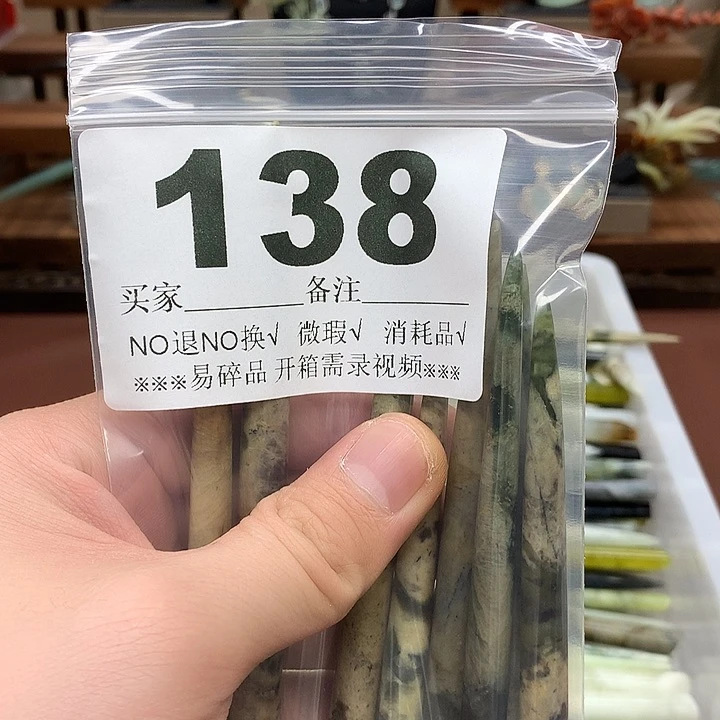 138
买家________备注________
NO退NO换√ 微瑕√ 消耗品√
※※※易碎品 开箱需录视频※※※